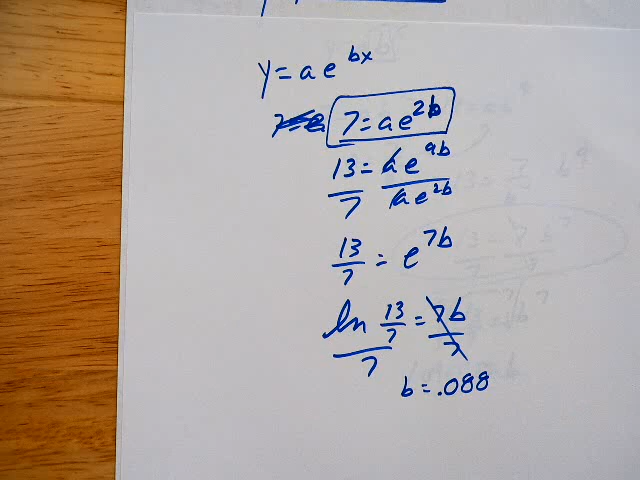 y = ae^{bx}
7 = ae^{2b}
13/7 = ae^{9b}/ae^{2b}
13/7 = e^{7b}
ln 13/7 / 7 = 7b/7
b = .088